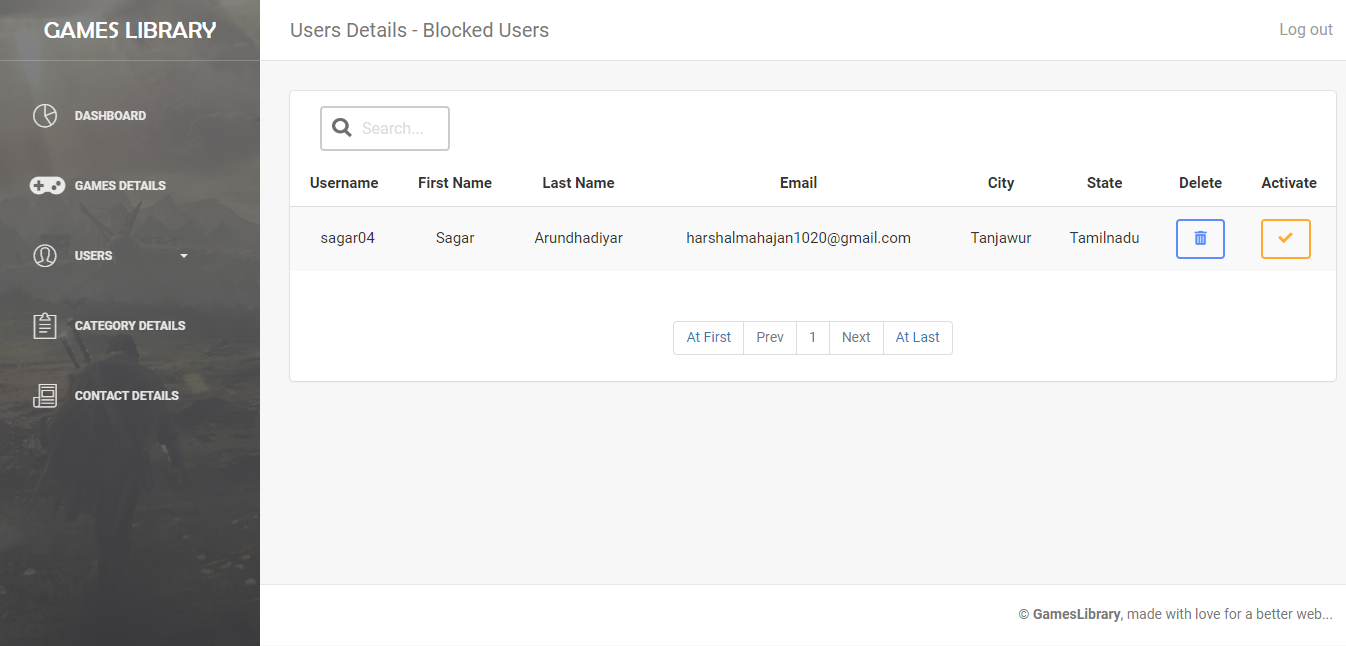 GAMES LIBRARY
Users Details - Blocked Users
Log out
DASHBOARD
GAMES DETAILS
USERS
CATEGORY DETAILS
CONTACT DETAILS
Search...
Username First Name Last Name Email City State Delete Activate
sagar04 Sagar Arundhadiyar harshalmahajan1020@gmail.com Tanjawur Tamilnadu
At First Prev 1 Next At Last
© GamesLibrary, made with love for a better web...